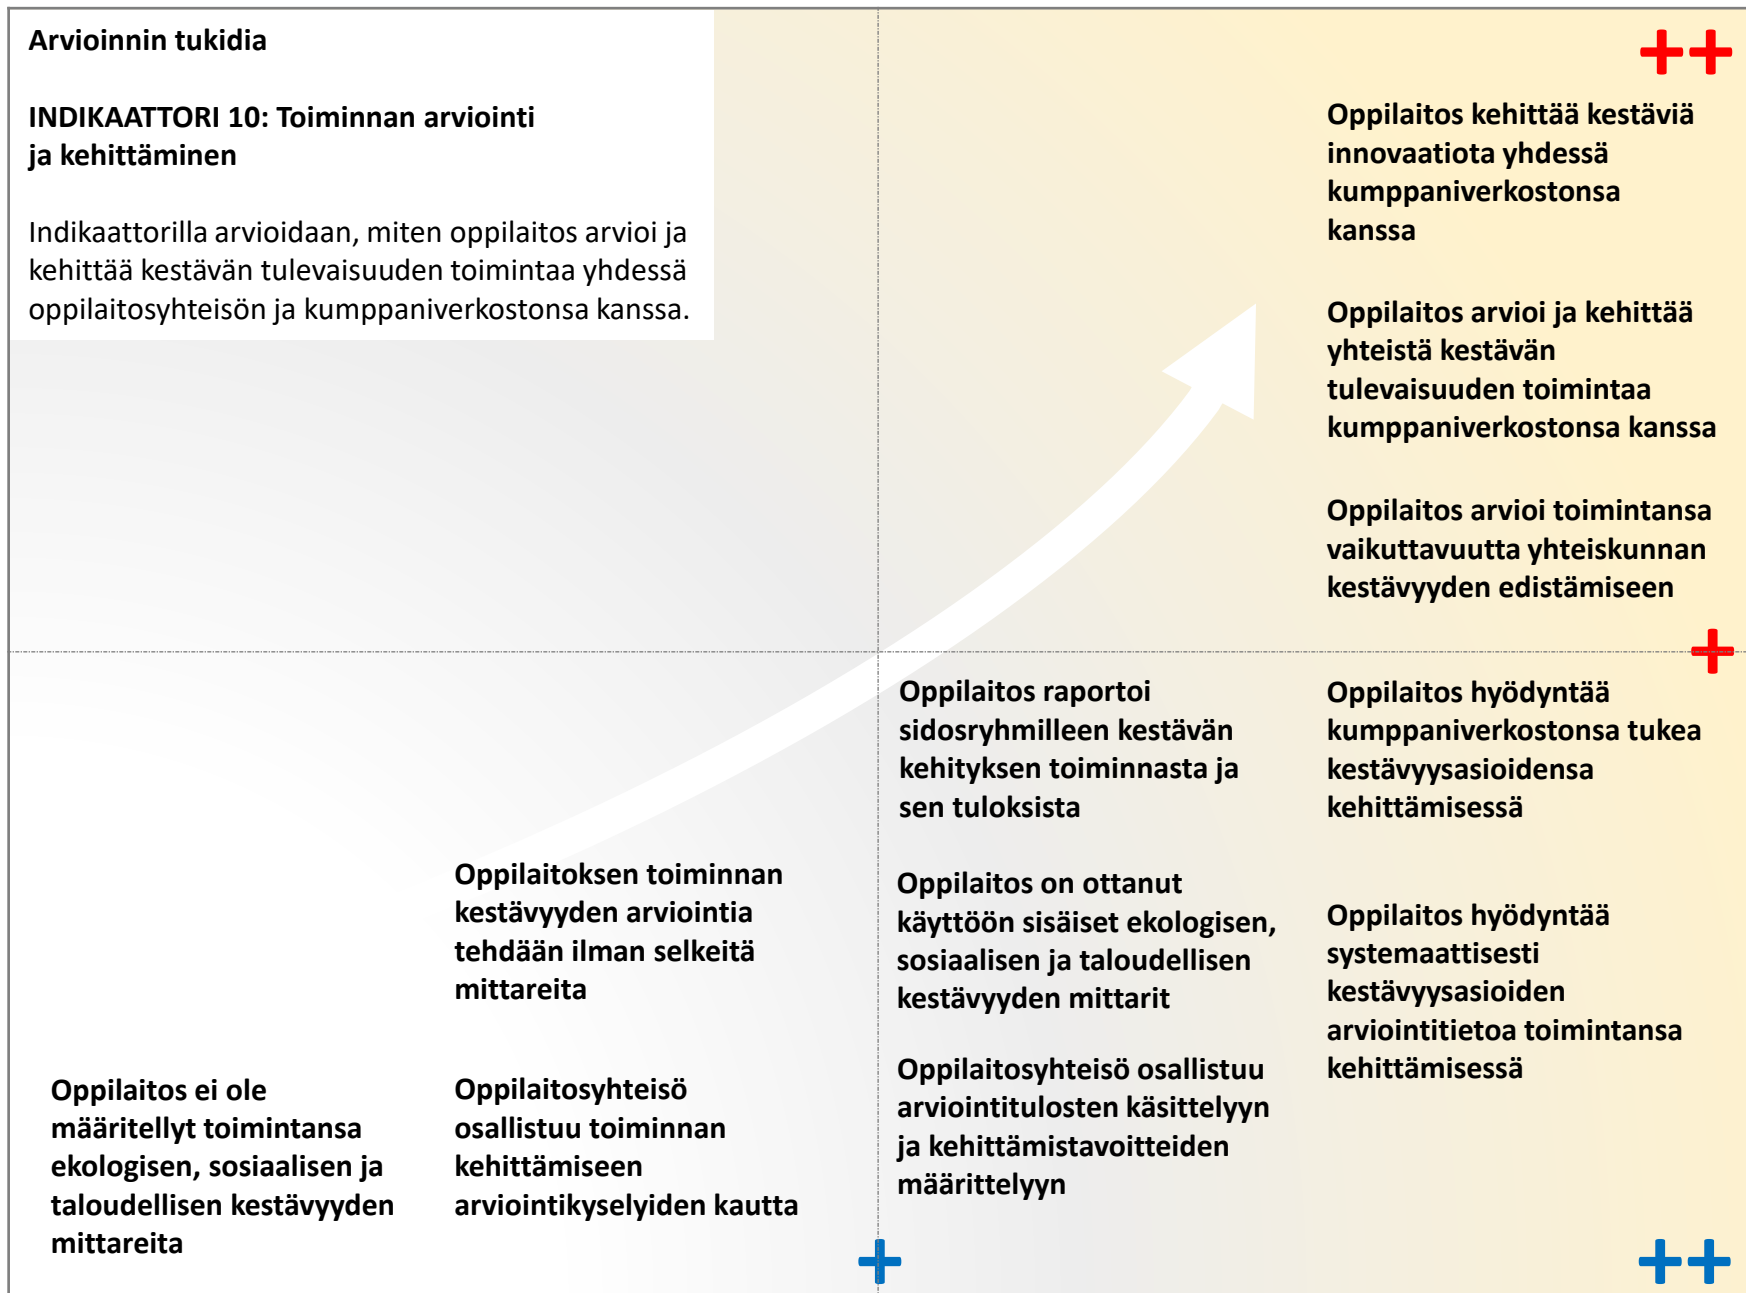 Arvioinnin tukidia
INDIKAATTORI 10: Toiminnan arviointi
ja kehittäminen
Indikaattorilla arvioidaan, miten oppilaitos arvioi ja
kehittää kestävän tulevaisuuden toimintaa yhdessä
oppilaitosyhteisön ja kumppaniverkostonsa kanssa.
++
Oppilaitos kehittää kestäviä
innovaatiota yhdessä
kumppaniverkostonsa
kanssa
Oppilaitos arvioi ja kehittää
yhteistä kestävän
tulevaisuuden toimintaa
kumppaniverkostonsa kanssa
Oppilaitos arvioi toimintansa
vaikuttavuutta yhteiskunnan
kestävyyden edistämiseen
+
Oppilaitos raportoi
sidosryhmilleen kestävän
kehityksen toiminnasta ja
sen tuloksista
Oppilaitos hyödyntää
kumppaniverkostonsa tukea
kestävyysasioidensa
kehittämisessä
Oppilaitoksen toiminnan
kestävyyden arviointia
tehdään ilman selkeitä
mittareita
Oppilaitos on ottanut
käyttöön sisäiset ekologisen,
sosiaalisen ja taloudellisen
kestävyyden mittarit
Oppilaitos hyödyntää
systemaattisesti
kestävyysasioiden
arviointitietoa toimintansa
kehittämisessä
Oppilaitos ei ole
määritellyt toimintansa
ekologisen, sosiaalisen ja
taloudellisen kestävyyden
mittareita
Oppilaitosyhteisö
osallistuu toiminnan
kehittämiseen
arviointikyselyiden kautta
Oppilaitosyhteisö osallistuu
arviointitulosten käsittelyyn
ja kehittämistavoitteiden
määrittelyyn
+
++